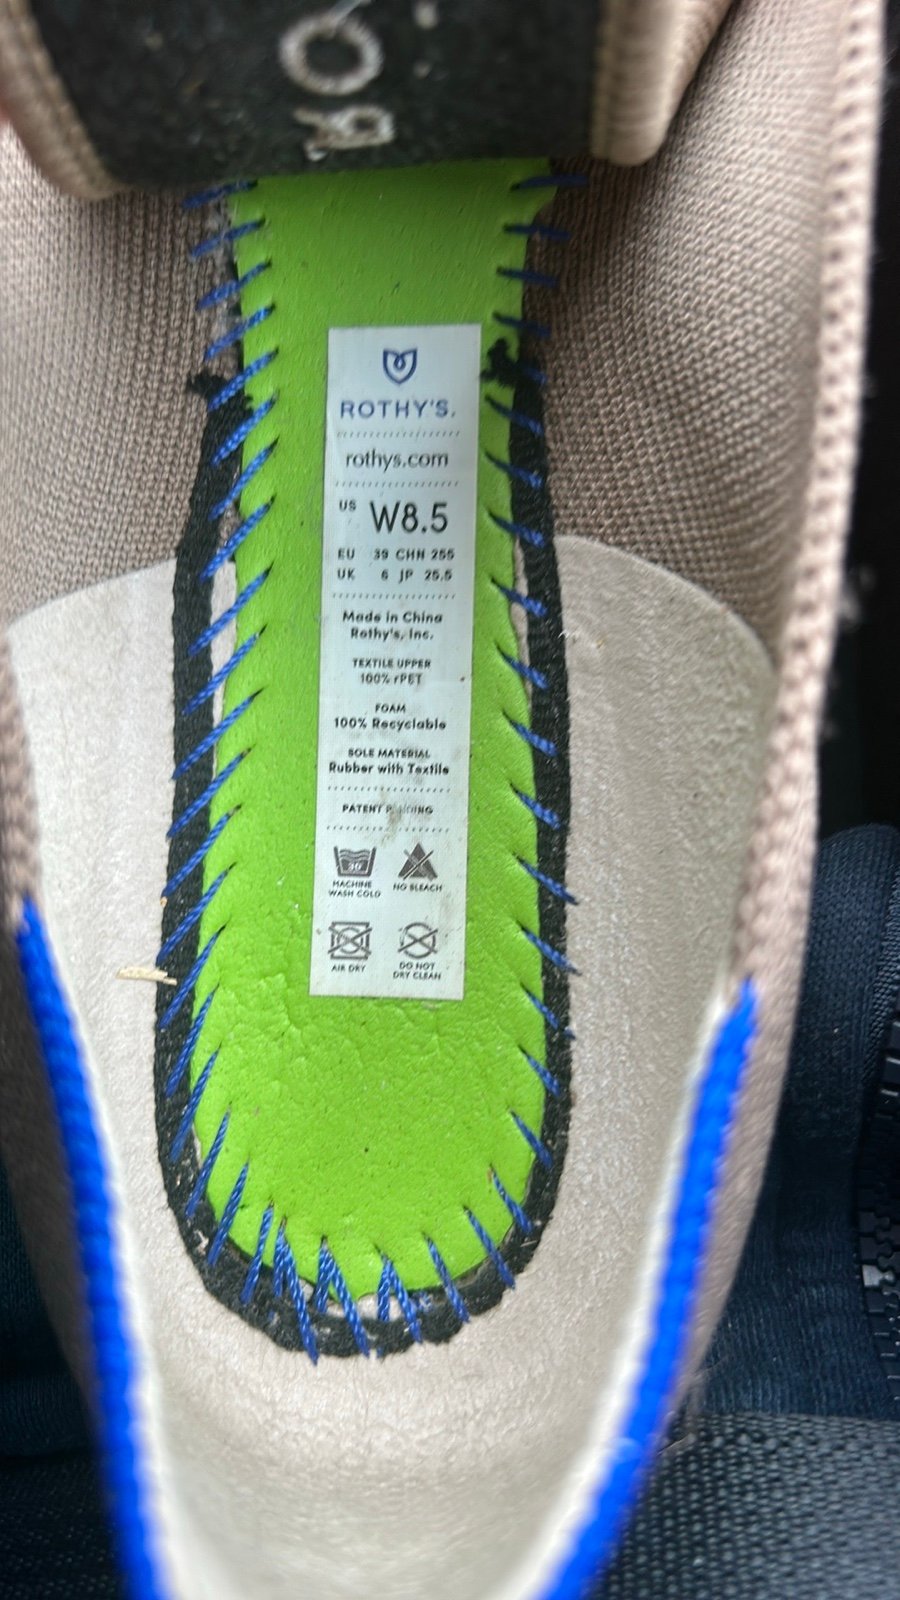 ROTHY'S.
rothys.com
US W8.5
EU 39 CHN 255
UK 6 JP 25.5
Made in China
Rothy's, Inc.
TEXTILE UPPER
100% rPET
FOAM
100% Recyclable
SOLE MATERIAL
Rubber with Textile
PATENT PENDING
30°
MACHINE
WASH COLD
NO BLEACH
AIR DRY
DO NOT
DRY CLEAN